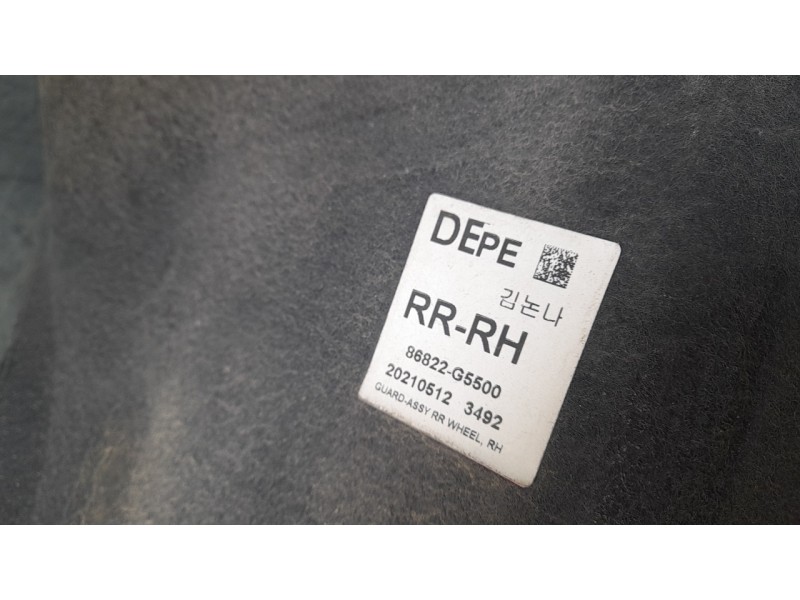 DEPE
김논나
RR-RH
86822-G5500
20210512 3492
GUARD-ASSY RR WHEEL, RH